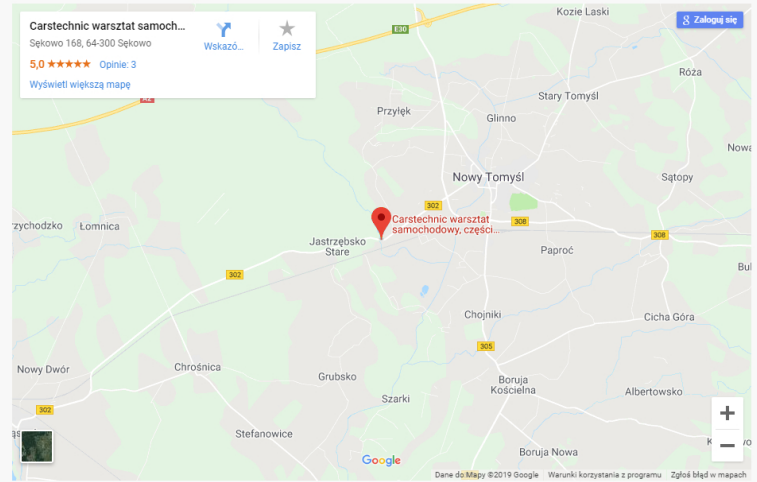 Carstechnic warsztat samoch...
Sękowo 168, 64-300 Sękowo
5,0 ★★★★★ Opinie: 3
Wyświetl większą mapę
Wskazó...
Zapisz
Zaloguj się
Kozie Laski
E30
A2
Róża
Stary Tomyśl
Przyłęk
Glinno
Nowa
Nowy Tomyśl
Sątopy
302
Carstechnic warsztat
samochodowy, części...
308
308
rzychodzko
Łomnica
Jastrzębsko
Stare
Paproć
302
Chojniki
Cicha Góra
305
Nowy Dwór
Chrośnica
Grubsko
Boruja
Kościelna
Albertowsko
Szarki
302
Stefanowice
Boruja Nowa
Google
Dane do Mapy ©2019 Google
Warunki korzystania z programu
Zgłoś błąd w mapach